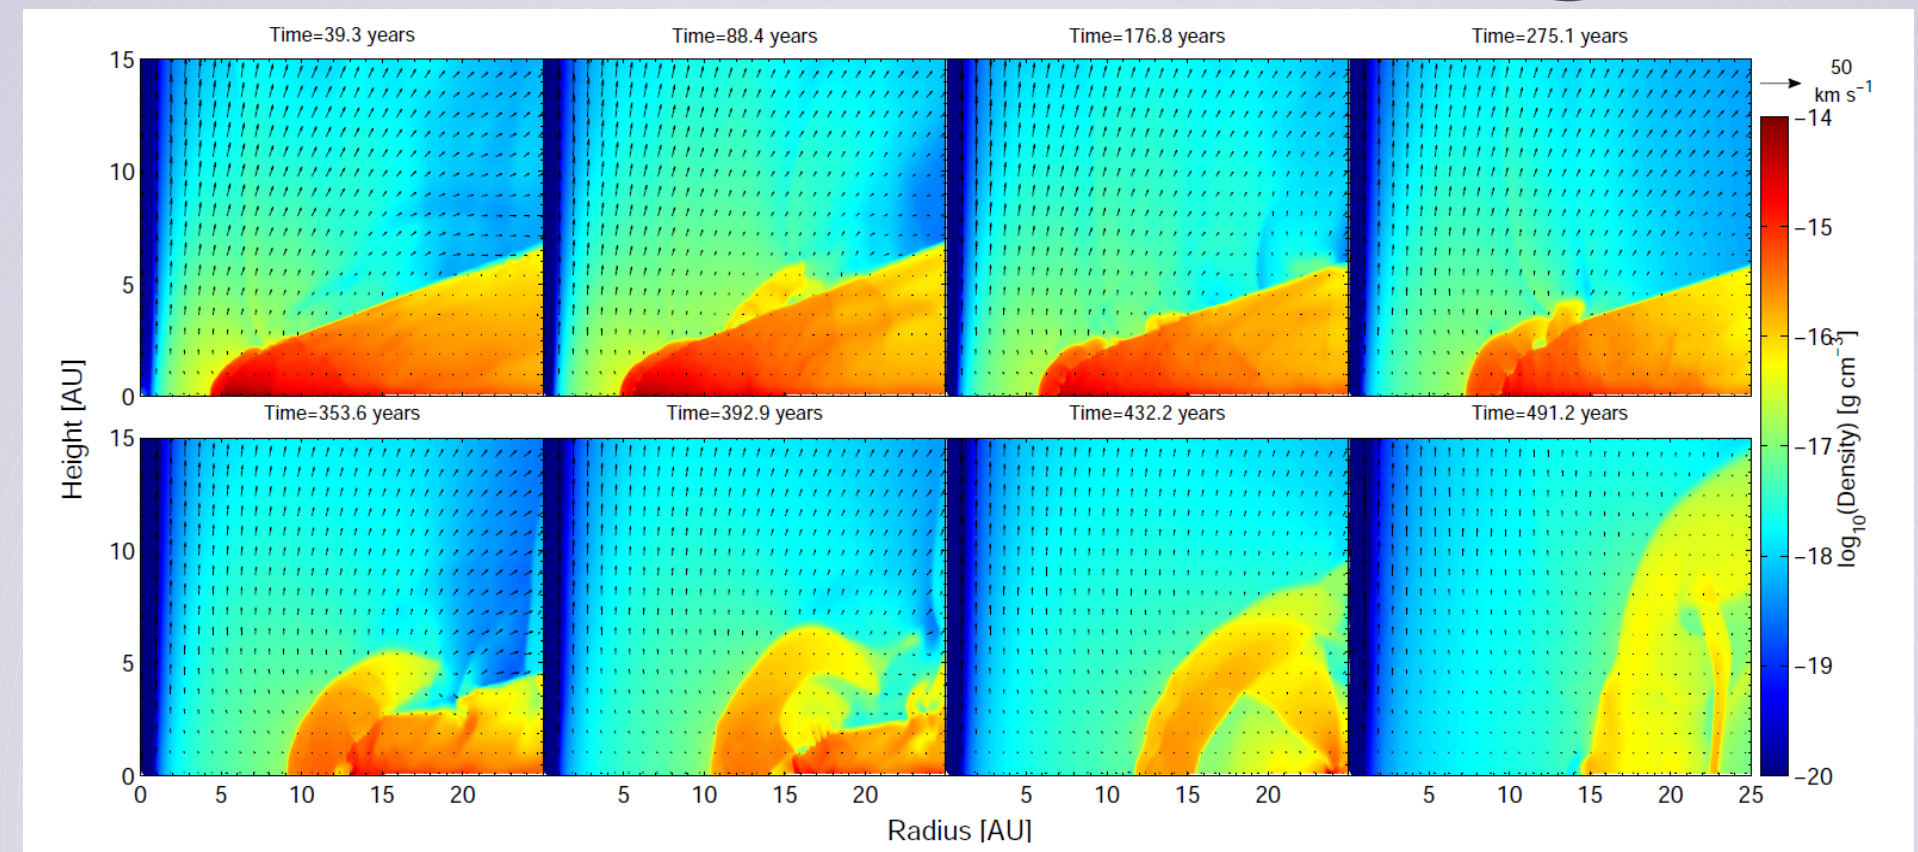 Time=39.3 years
Time=88.4 years
Time=176.8 years
Time=275.1 years
50
km s⁻¹
15
10
5
0
-14
-15
-16
-17
-18
-19
-20
log₁₀(Density) [g cm⁻³]
Height [AU]
Time=353.6 years
Time=392.9 years
Time=432.2 years
Time=491.2 years
15
10
5
0
0 5 10 15 20 5 10 15 20 5 10 15 20 5 10 15 20 25
Radius [AU]